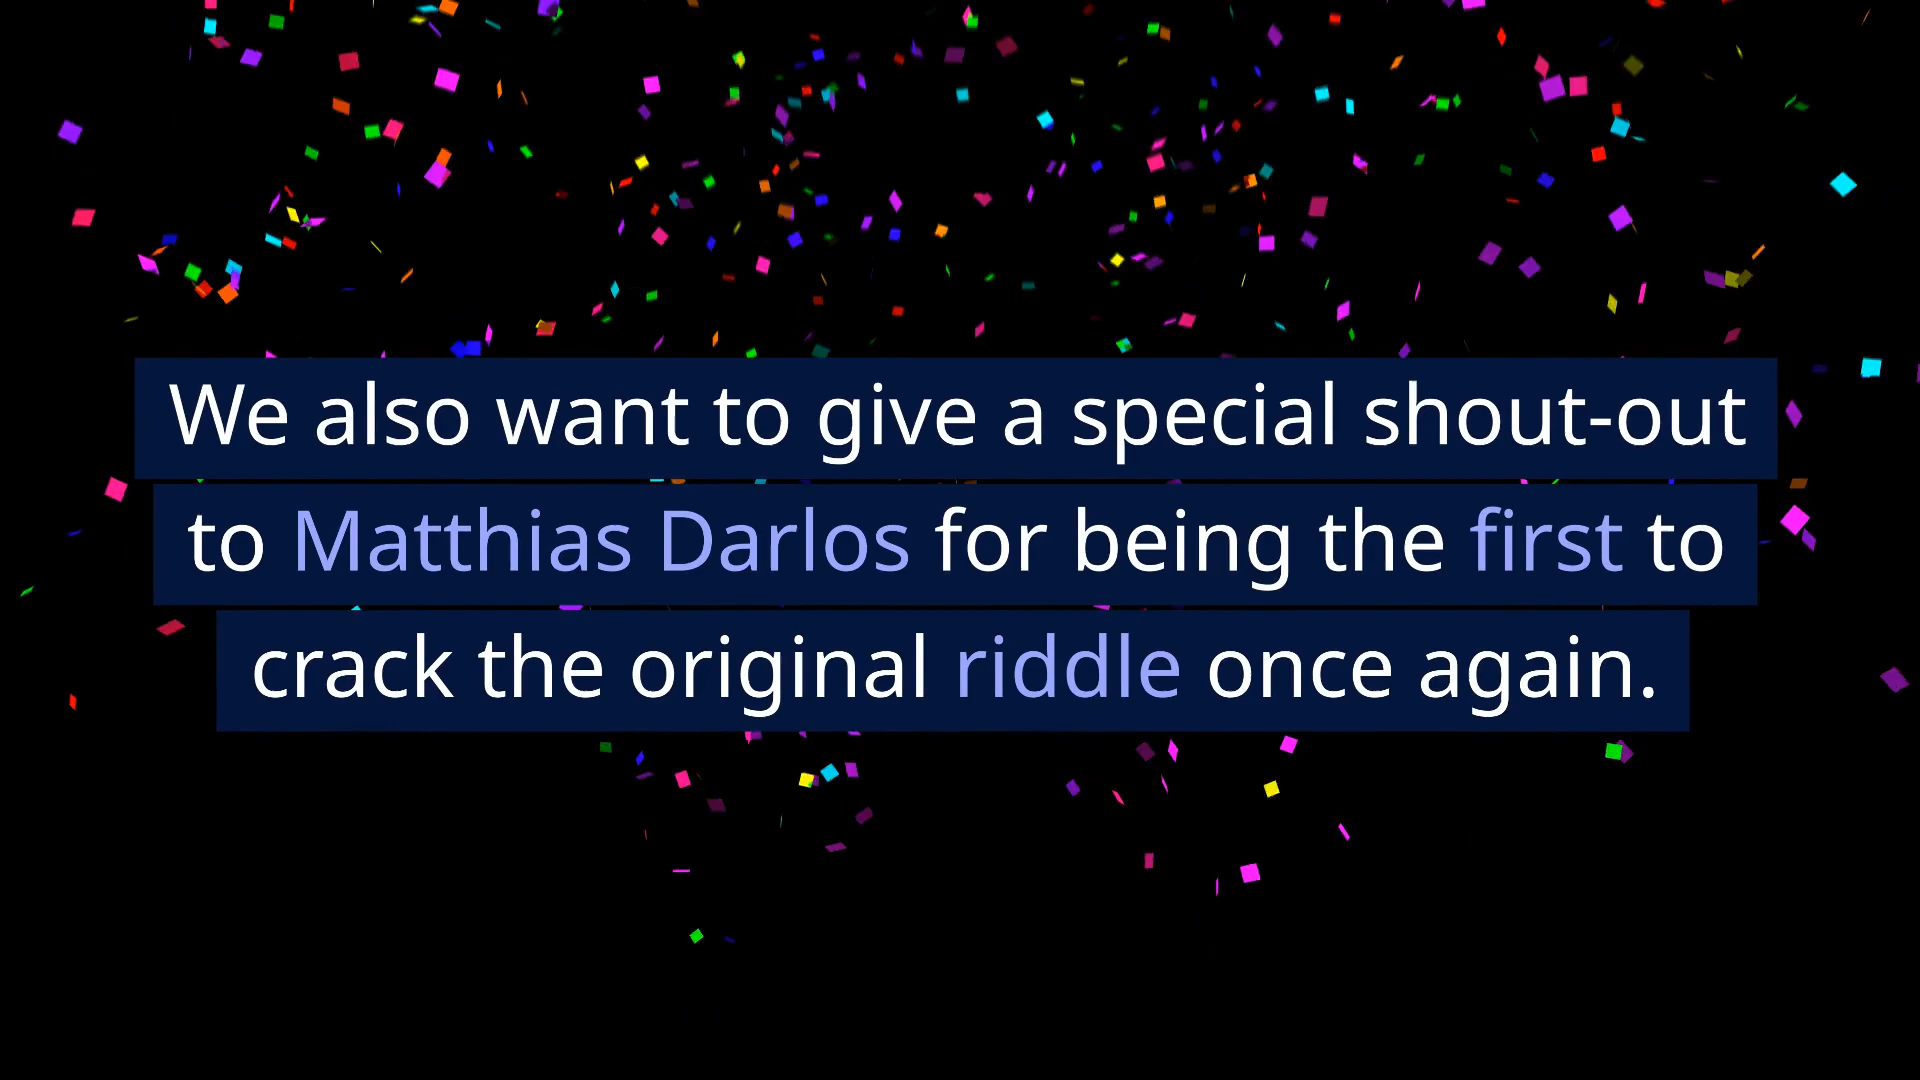 We also want to give a special shout-out
to Matthias Darlos for being the first to
crack the original riddle once again.